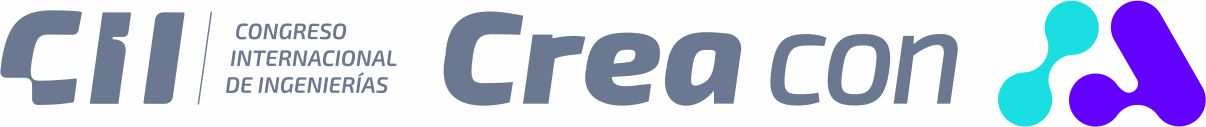 CiI
CONGRESO
INTERNACIONAL
DE INGENIERÍAS
Crea con